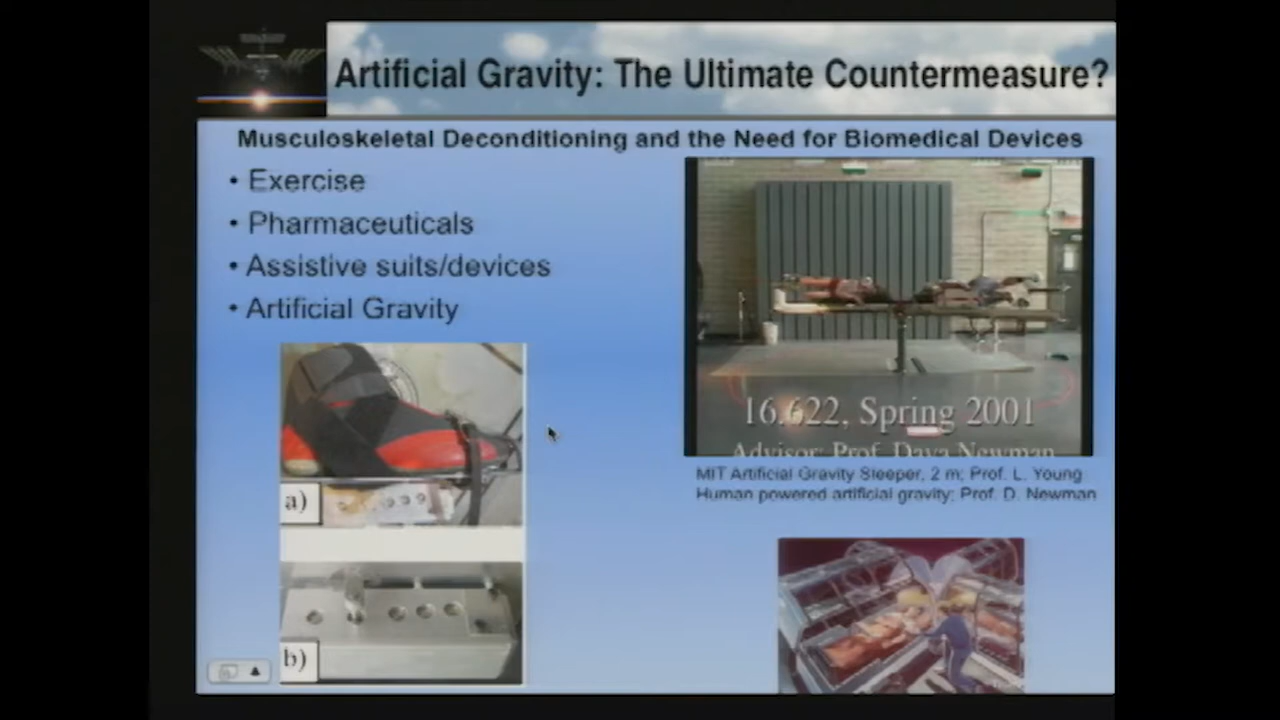 Artificial Gravity: The Ultimate Countermeasure?
Musculoskeletal Deconditioning and the Need for Biomedical Devices
• Exercise
• Pharmaceuticals
• Assistive suits/devices
• Artificial Gravity
16.622, Spring 2001
Advisor: Prof. Dava Newman
MIT Artificial Gravity Sleeper, 2 m; Prof. L. Young
Human powered artificial gravity; Prof. D. Newman
a)
b)